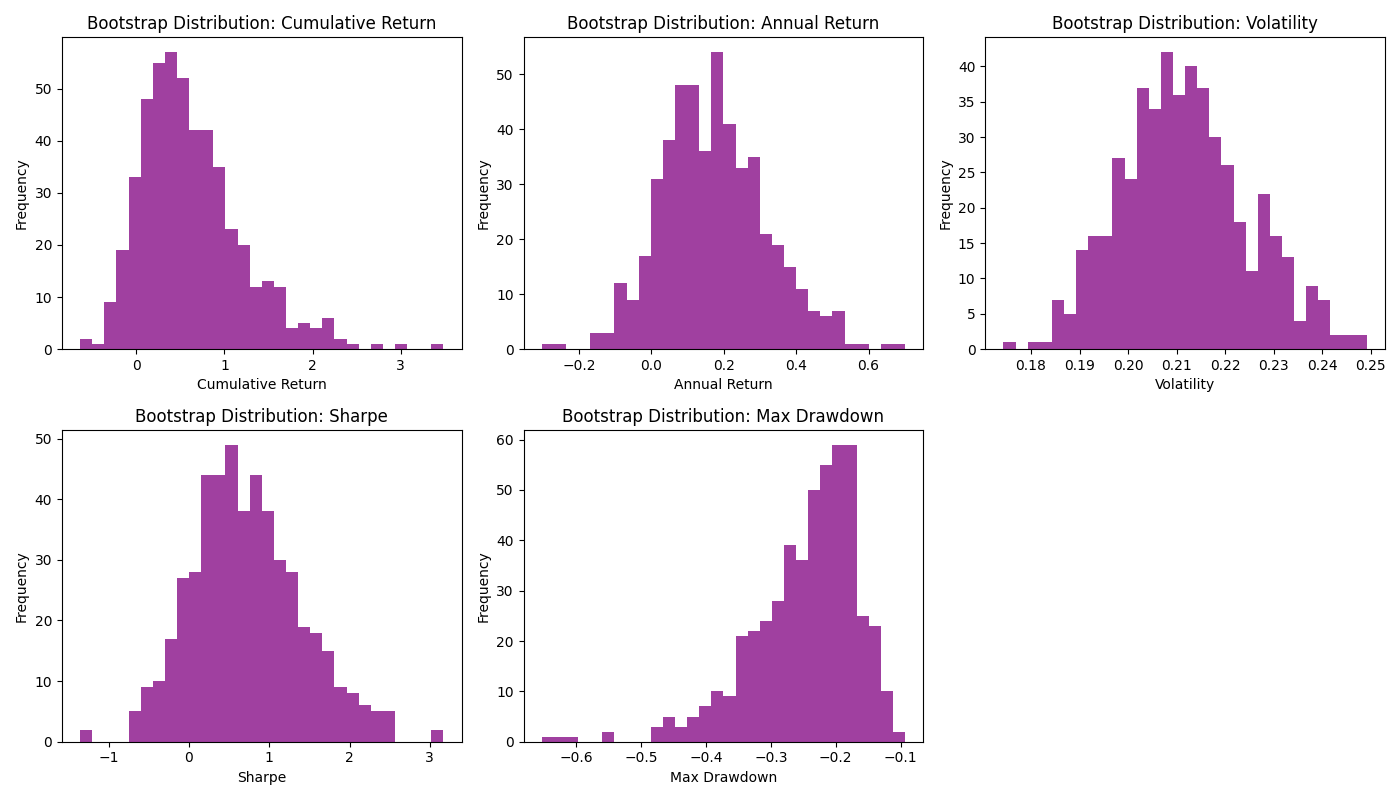 Bootstrap Distribution: Cumulative Return
Frequency
50
40
30
20
10
0
0 1 2 3
Cumulative Return
Bootstrap Distribution: Annual Return
Frequency
50
40
30
20
10
0
−0.2 0.0 0.2 0.4 0.6
Annual Return
Bootstrap Distribution: Volatility
Frequency
40
35
30
25
20
15
10
5
0
0.18 0.19 0.20 0.21 0.22 0.23 0.24 0.25
Volatility
Bootstrap Distribution: Sharpe
Frequency
50
40
30
20
10
0
−1 0 1 2 3
Sharpe
Bootstrap Distribution: Max Drawdown
Frequency
60
50
40
30
20
10
0
−0.6 −0.5 −0.4 −0.3 −0.2 −0.1
Max Drawdown